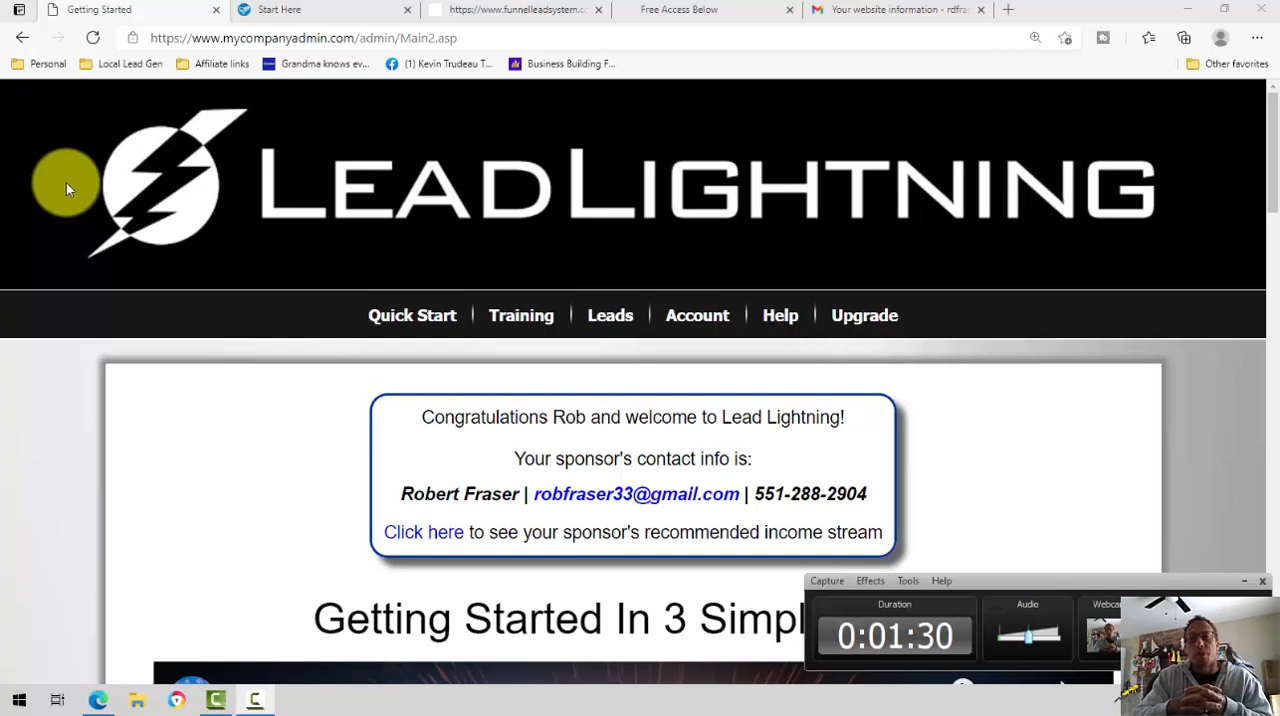 Getting Started
Start Here
https://www.funnelleadsystem.c
Free Access Below
Your website information - rdfra
https://www.mycompanyadmin.com/admin/Main2.asp
Personal
Local Lead Gen
Affiliate links
Grandma knows ev...
(1) Kevin Trudeau T...
Business Building F...
Other favorites
LEADLIGHTNING
Quick Start
Training
Leads
Account
Help
Upgrade
Congratulations Rob and welcome to Lead Lightning!
Your sponsor's contact info is:
Robert Fraser | robfraser33@gmail.com | 551-288-2904
Click here to see your sponsor's recommended income stream
Getting Started In 3 Simpl
Capture
Effects
Tools
Help
Duration
Audio
Webca
0:01:30